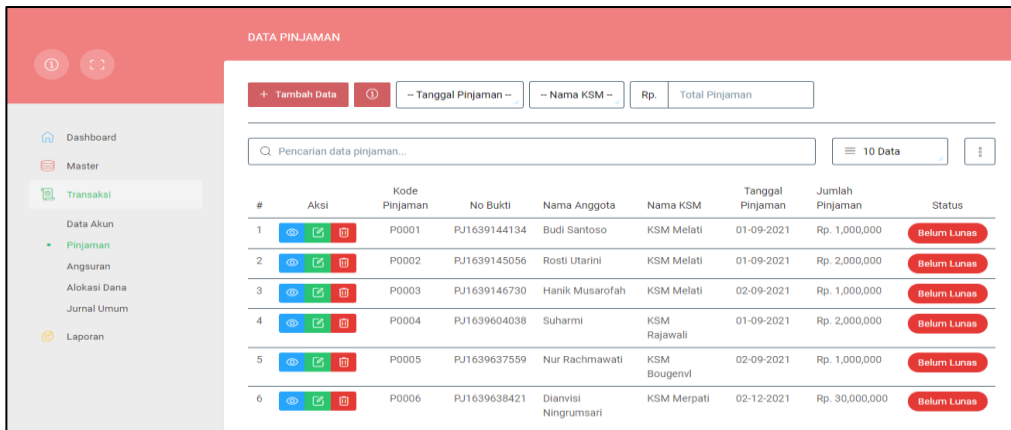 DATA PINJAMAN
+ Tambah Data
-- Tanggal Pinjaman --
-- Nama KSM --
Rp.
Total Pinjaman
Dashboard
Master
Transaksi
Data Akun
Pinjaman
Angsuran
Alokasi Dana
Jurnal Umum
Laporan
Pencarian data pinjaman...
10 Data
# Aksi Kode Pinjaman No Bukti Nama Anggota Nama KSM Tanggal Pinjaman Jumlah Pinjaman Status
1 P0001 PJ1639144134 Budi Santoso KSM Melati 01-09-2021 Rp. 1,000,000 Belum Lunas
2 P0002 PJ1639145056 Rosti Utarini KSM Melati 01-09-2021 Rp. 2,000,000 Belum Lunas
3 P0003 PJ1639146730 Hanik Musarofah KSM Melati 02-09-2021 Rp. 1,000,000 Belum Lunas
4 P0004 PJ1639604038 Suharmi KSM Rajawali 01-09-2021 Rp. 2,000,000 Belum Lunas
5 P0005 PJ1639637559 Nur Rachmawati KSM Bougenvl 02-09-2021 Rp. 1,000,000 Belum Lunas
6 P0006 PJ1639638421 Dianvisi Ningrumsari KSM Merpati 02-12-2021 Rp. 30,000,000 Belum Lunas